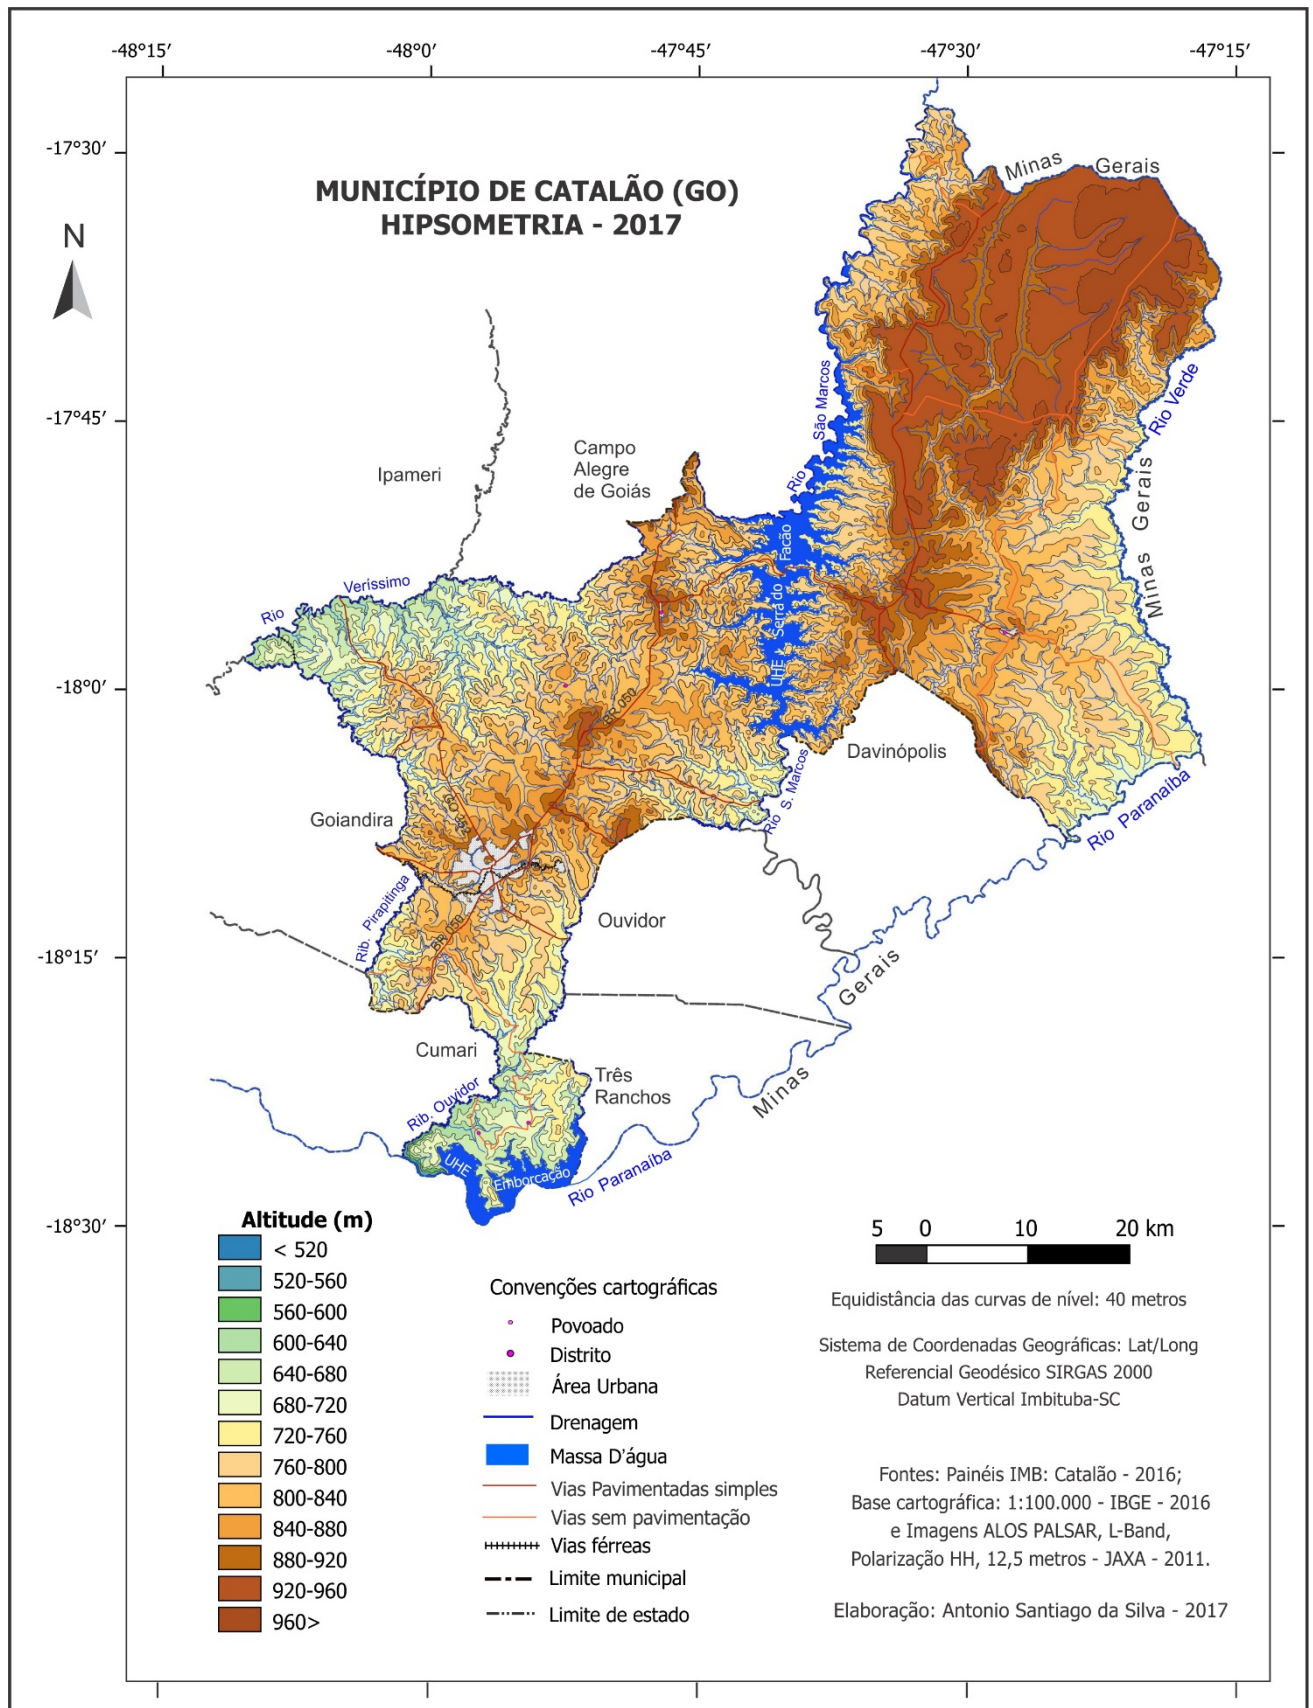 -48°15′
-48°0′
-47°45′
-47°30′
-47°15′
-17°30′
-17°45′
-18°0′
-18°15′
-18°30′
MUNICÍPIO DE CATALÃO (GO)
HIPSOMETRIA - 2017
N
Minas Gerais
Rio São Marcos
Rio Verde
Minas Gerais
Campo
Alegre
de Goiás
Ipameri
Rio Veríssimo
UHE Serra do Facão
BR 050
Davinópolis
Rio S. Marcos
Rio Paranaíba
Goiandira
GO 352
Rib. Pirapitinga
BR 050
Ouvidor
Minas Gerais
Cumari
Três
Ranchos
Rib. Ouvidor
UHE Emborcação
Rio Paranaíba
Altitude (m)
< 520
520-560
560-600
600-640
640-680
680-720
720-760
760-800
800-840
840-880
880-920
920-960
960>
Convenções cartográficas
Povoado
Distrito
Área Urbana
Drenagem
Massa D’água
Vias Pavimentadas simples
Vias sem pavimentação
Vias férreas
Limite municipal
Limite de estado
5 0 10 20 km
Equidistância das curvas de nível: 40 metros
Sistema de Coordenadas Geográficas: Lat/Long
Referencial Geodésico SIRGAS 2000
Datum Vertical Imbituba-SC
Fontes: Painéis IMB: Catalão - 2016;
Base cartográfica: 1:100.000 - IBGE - 2016
e Imagens ALOS PALSAR, L-Band,
Polarização HH, 12,5 metros - JAXA - 2011.
Elaboração: Antonio Santiago da Silva - 2017